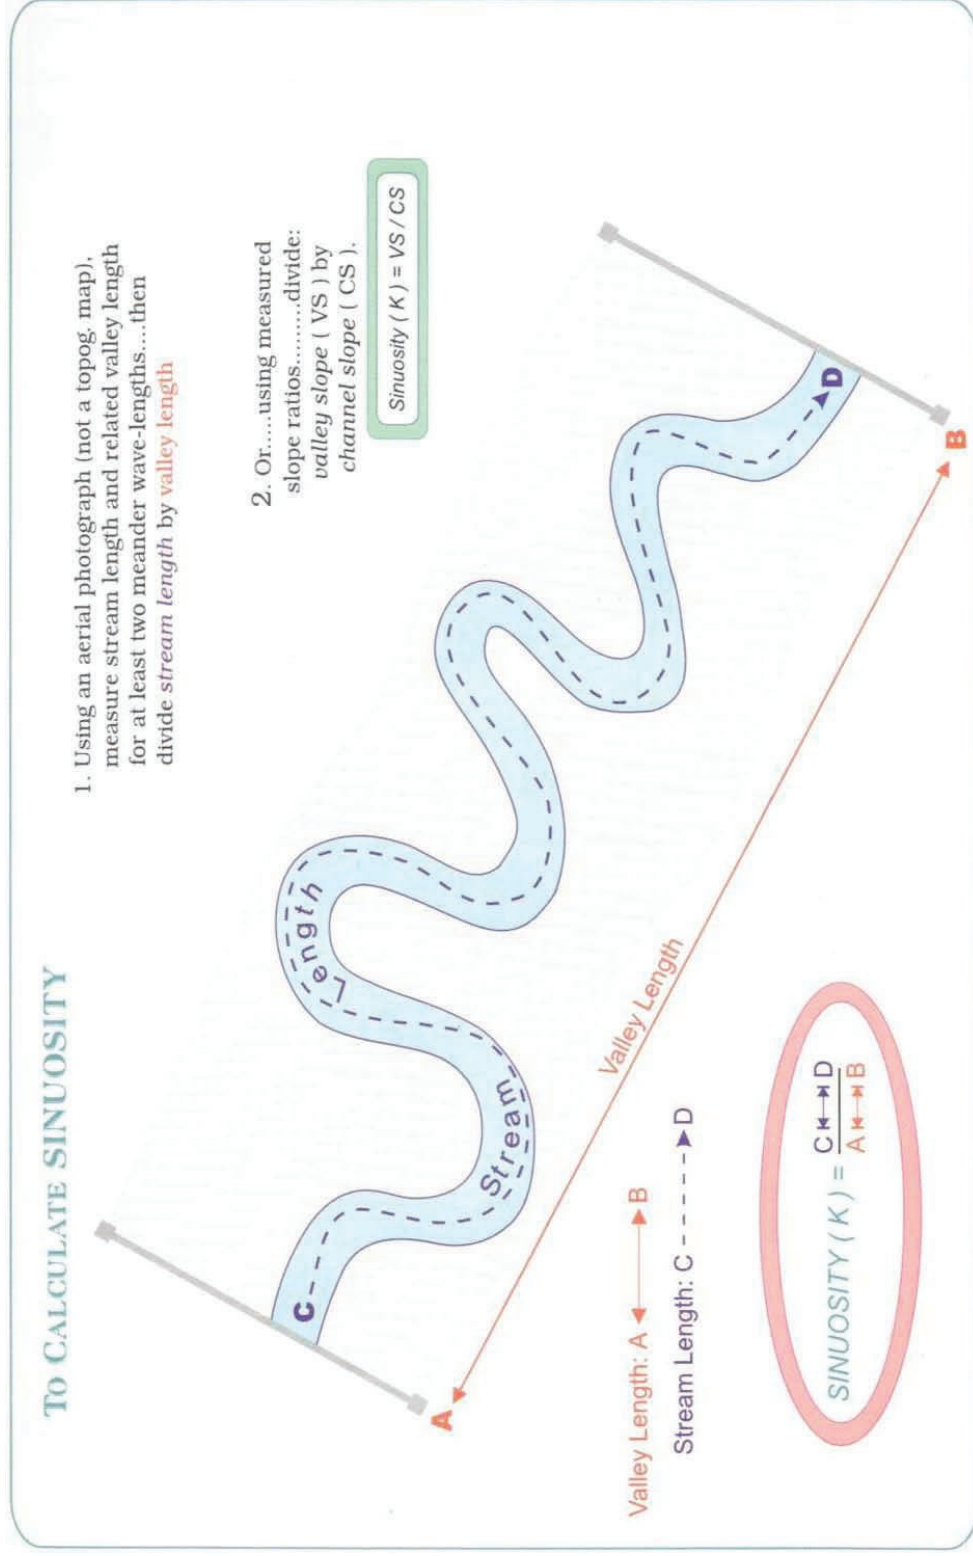 TO CALCULATE SINUOSITY
1. Using an aerial photograph (not a topog. map),
measure stream length and related valley length
for at least two meander wave-lengths....then
divide stream length by valley length
2. Or....using measured
slope ratios.........divide:
valley slope ( VS ) by
channel slope ( CS ).
Sinuosity ( K ) = VS / CS
C
Stream Length
D
A
Valley Length
B
Valley Length: A B
Stream Length: C D
SINUOSITY ( K ) = C D
A B